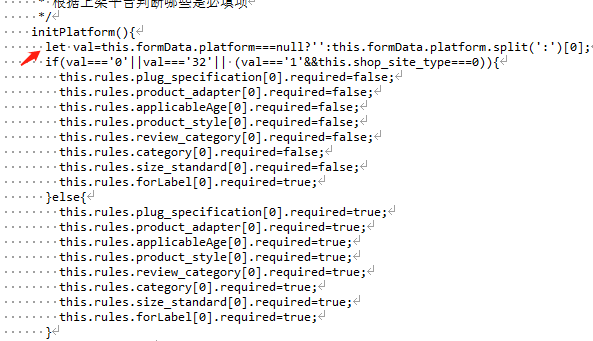 * 根据上架平台判断哪些是必填项
*/
initPlatform(){
let val=this.formData.platform===null?'':this.formData.platform.split(':')[0];
if(val==='0'||val==='32'|| (val==='1'&&this.shop_site_type===0)){
this.rules.plug_specification[0].required=false;
this.rules.product_adapter[0].required=false;
this.rules.applicableAge[0].required=false;
this.rules.product_style[0].required=false;
this.rules.review_category[0].required=false;
this.rules.category[0].required=false;
this.rules.size_standard[0].required=false;
this.rules.forLabel[0].required=true;
}else{
this.rules.plug_specification[0].required=true;
this.rules.product_adapter[0].required=true;
this.rules.applicableAge[0].required=true;
this.rules.product_style[0].required=true;
this.rules.review_category[0].required=true;
this.rules.category[0].required=true;
this.rules.size_standard[0].required=true;
this.rules.forLabel[0].required=true;
}